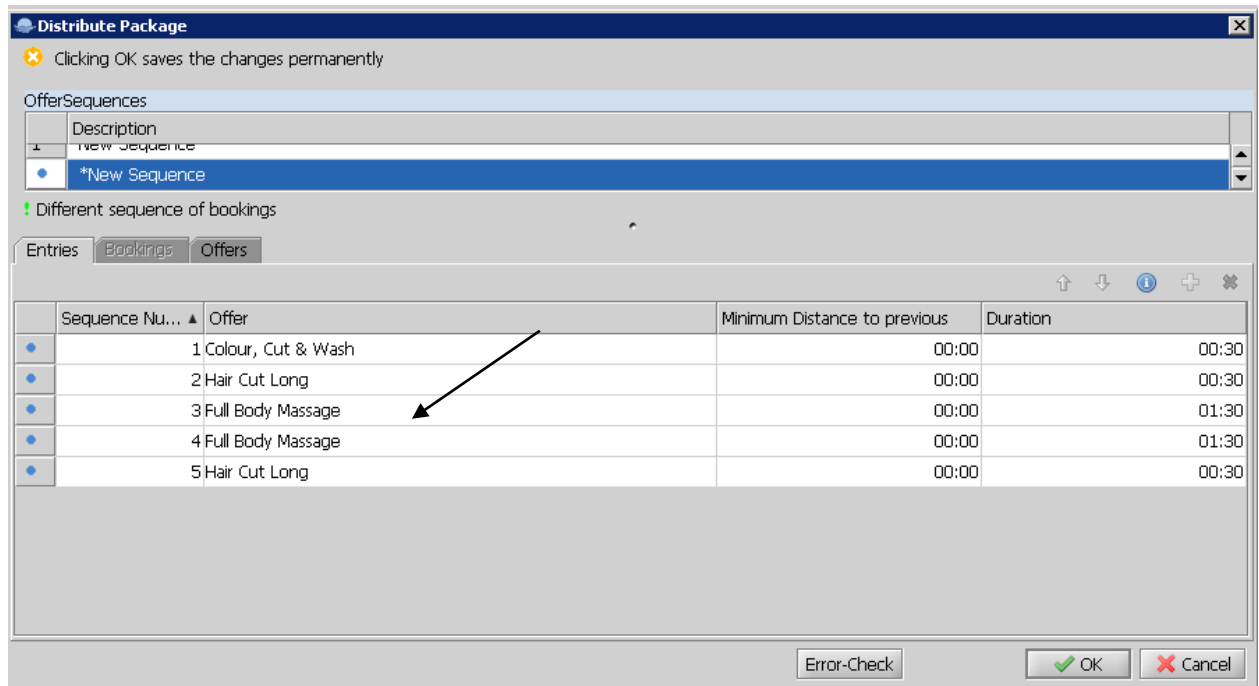 Distribute Package
Clicking OK saves the changes permanently
OfferSequences
Description
1 *New Sequence
*New Sequence
! Different sequence of bookings
Entries Bookings Offers
Sequence Nu... Offer Minimum Distance to previous Duration
1 Colour, Cut & Wash 00:00 00:30
2 Hair Cut Long 00:00 00:30
3 Full Body Massage 00:00 01:30
4 Full Body Massage 00:00 01:30
5 Hair Cut Long 00:00 00:30
Error-Check OK Cancel